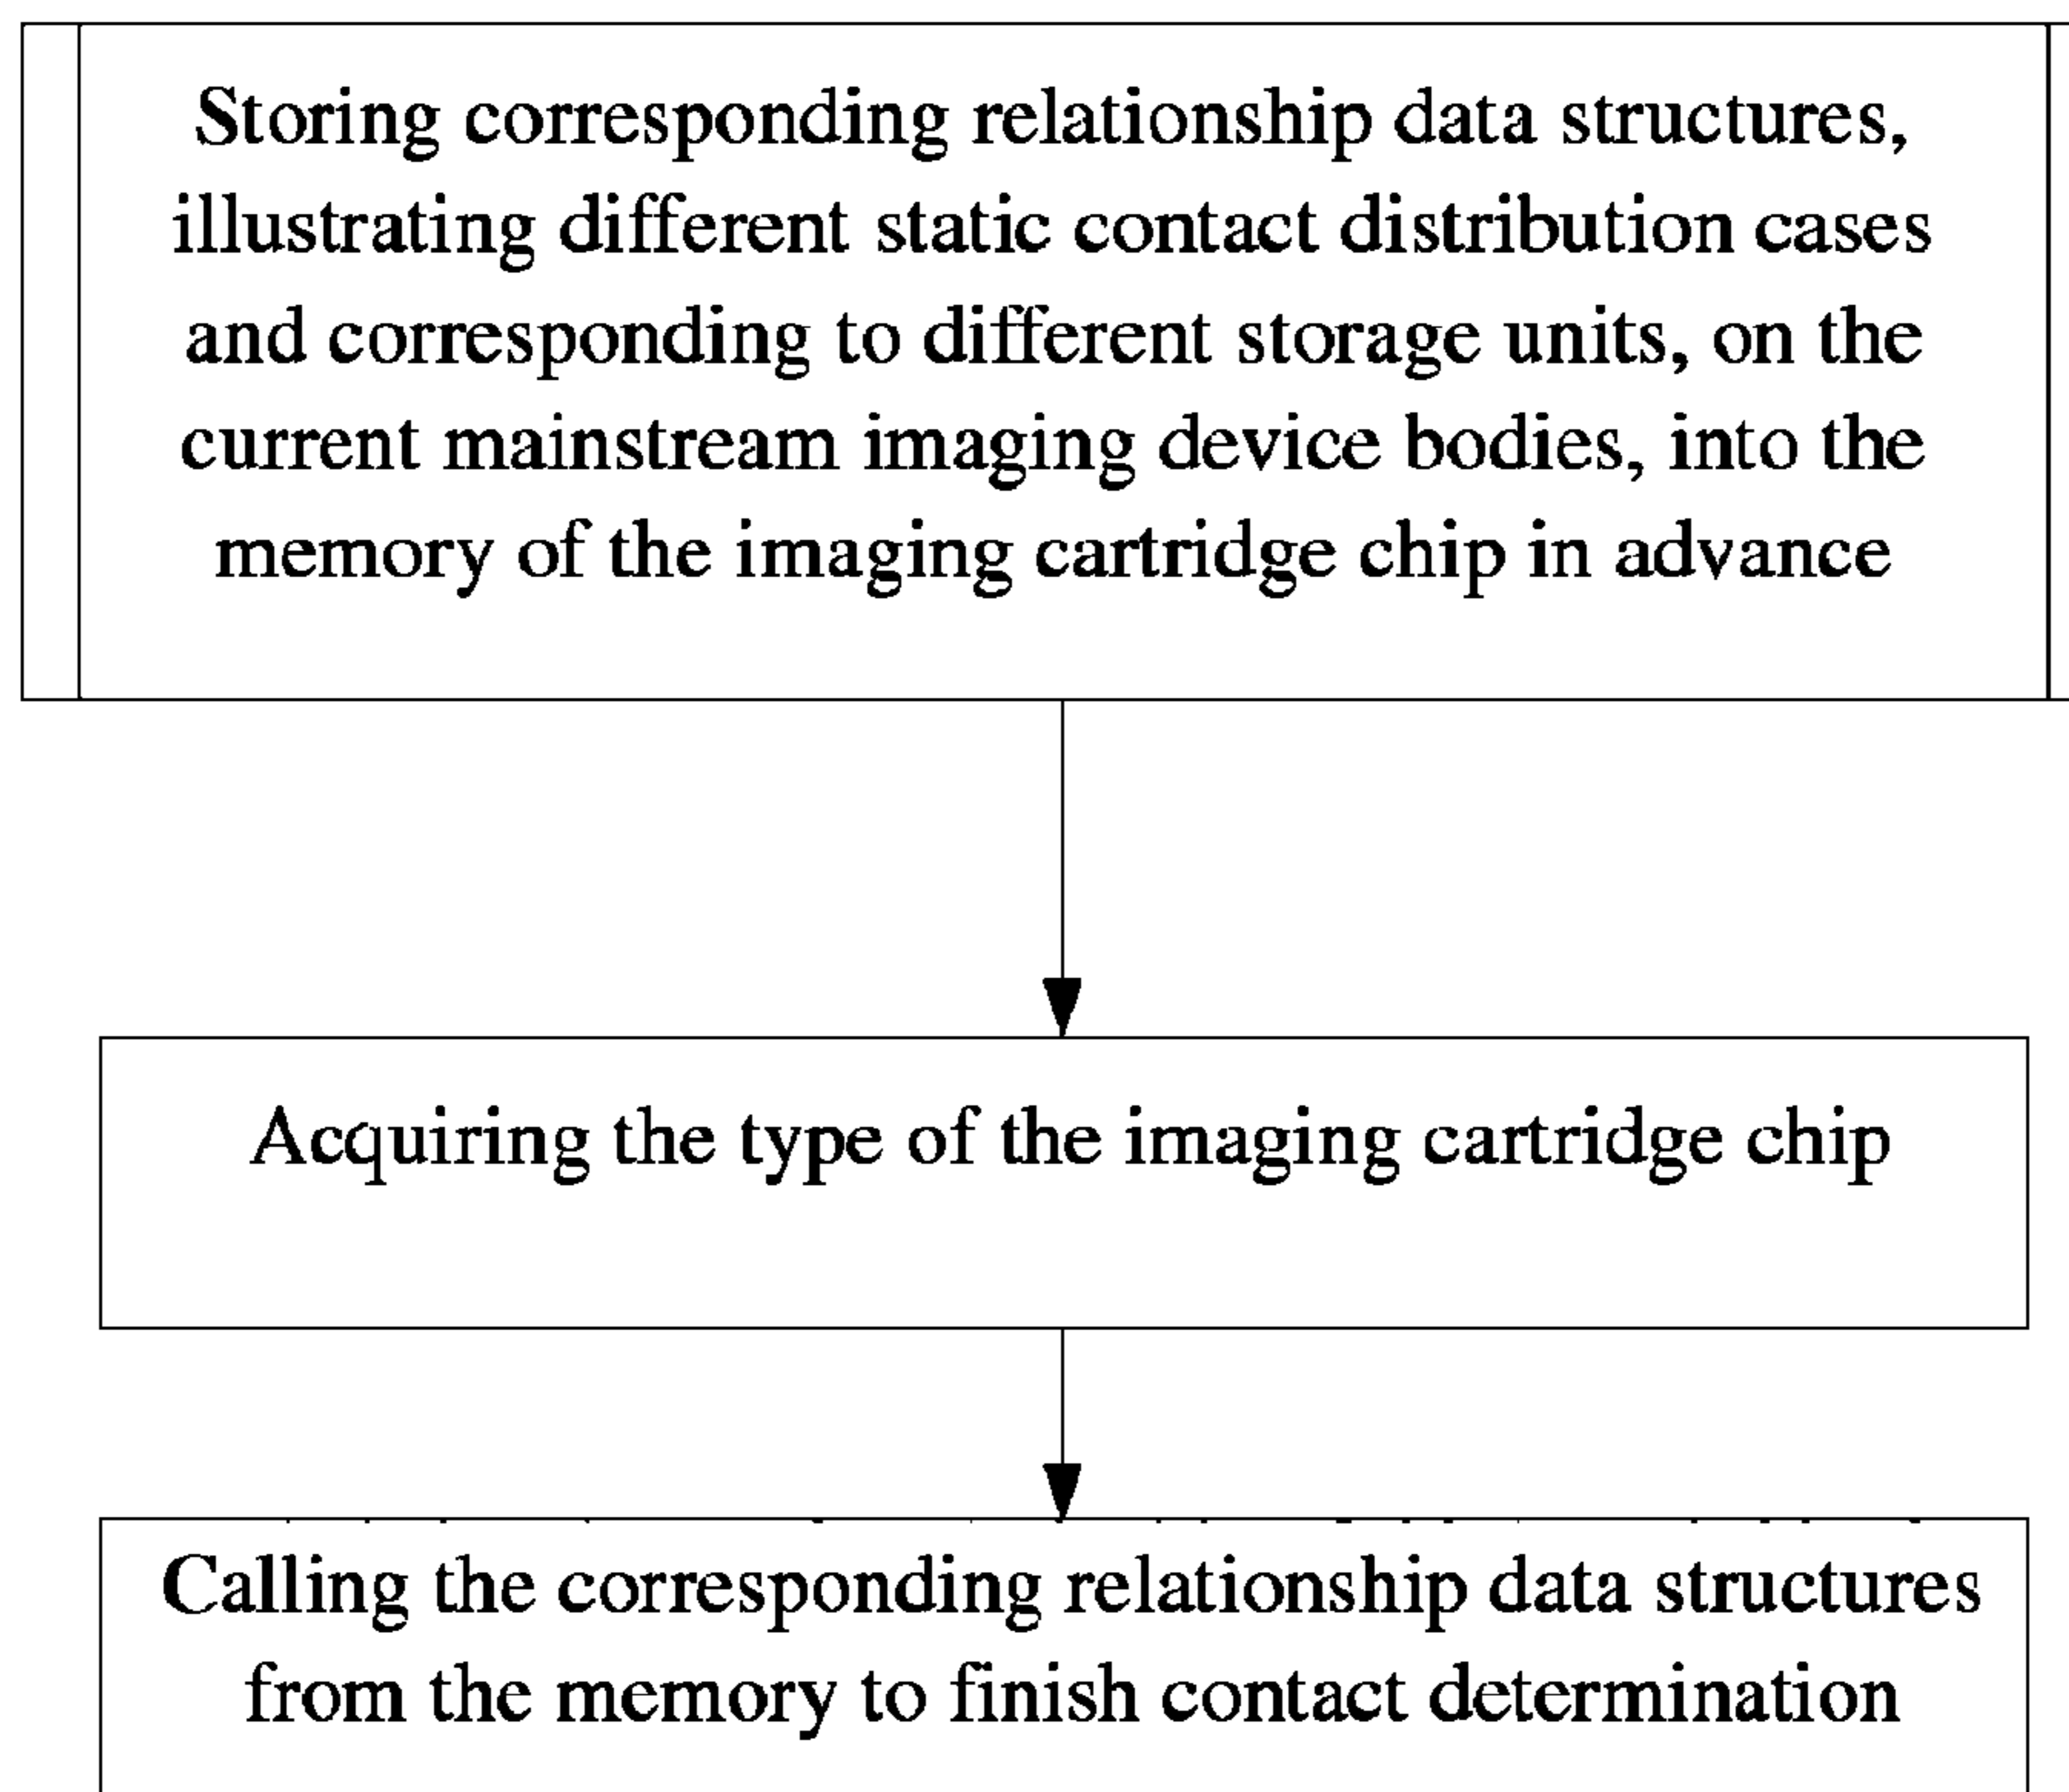 Storing corresponding relationship data structures,
illustrating different static contact distribution cases
and corresponding to different storage units, on the
current mainstream imaging device bodies, into the
memory of the imaging cartridge chip in advance
Acquiring the type of the imaging cartridge chip
Calling the corresponding relationship data structures
from the memory to finish contact determination